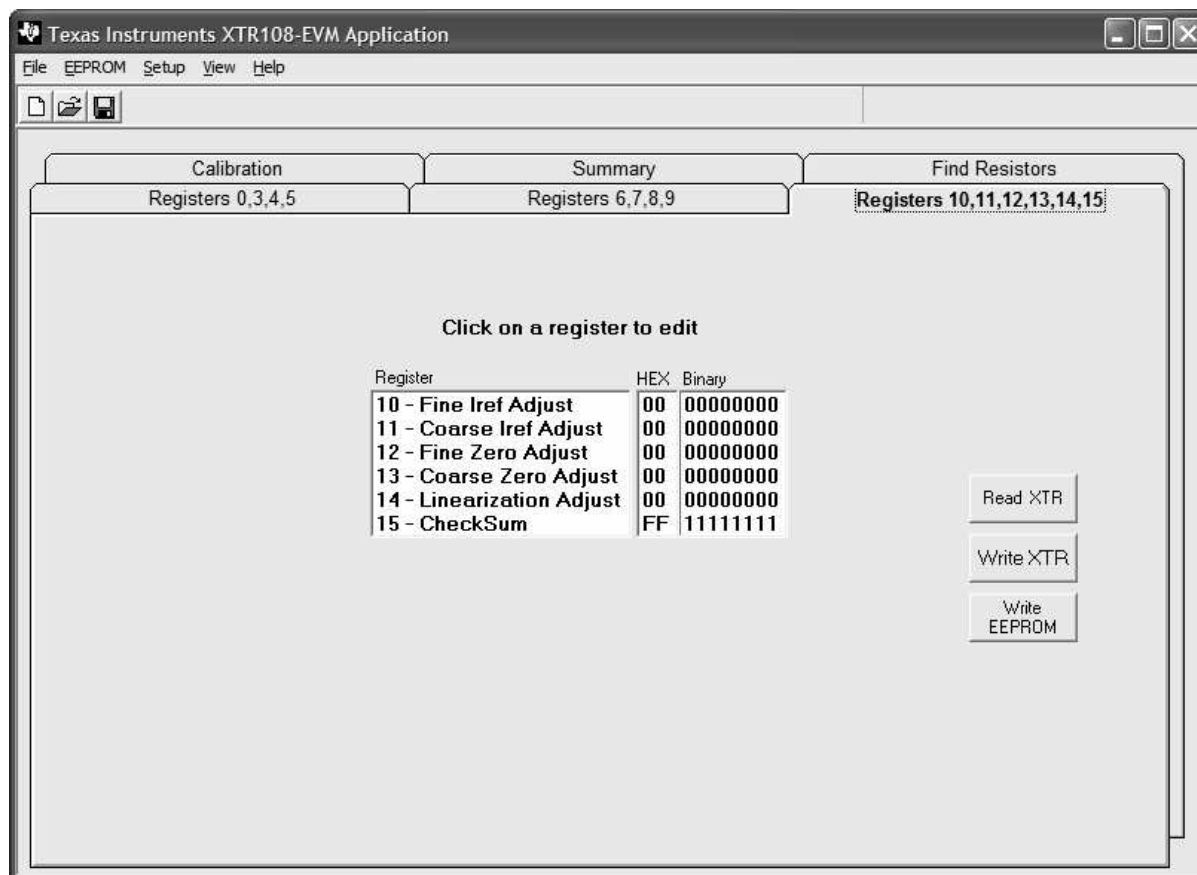 Texas Instruments XTR108-EVM Application
File EEPROM Setup View Help
Calibration Summary Find Resistors
Registers 0,3,4,5 Registers 6,7,8,9 Registers 10,11,12,13,14,15
Click on a register to edit
Register HEX Binary
10 - Fine Iref Adjust 00 00000000
11 - Coarse Iref Adjust 00 00000000
12 - Fine Zero Adjust 00 00000000
13 - Coarse Zero Adjust 00 00000000
14 - Linearization Adjust 00 00000000
15 - CheckSum FF 11111111
Read XTR
Write XTR
Write
EEPROM